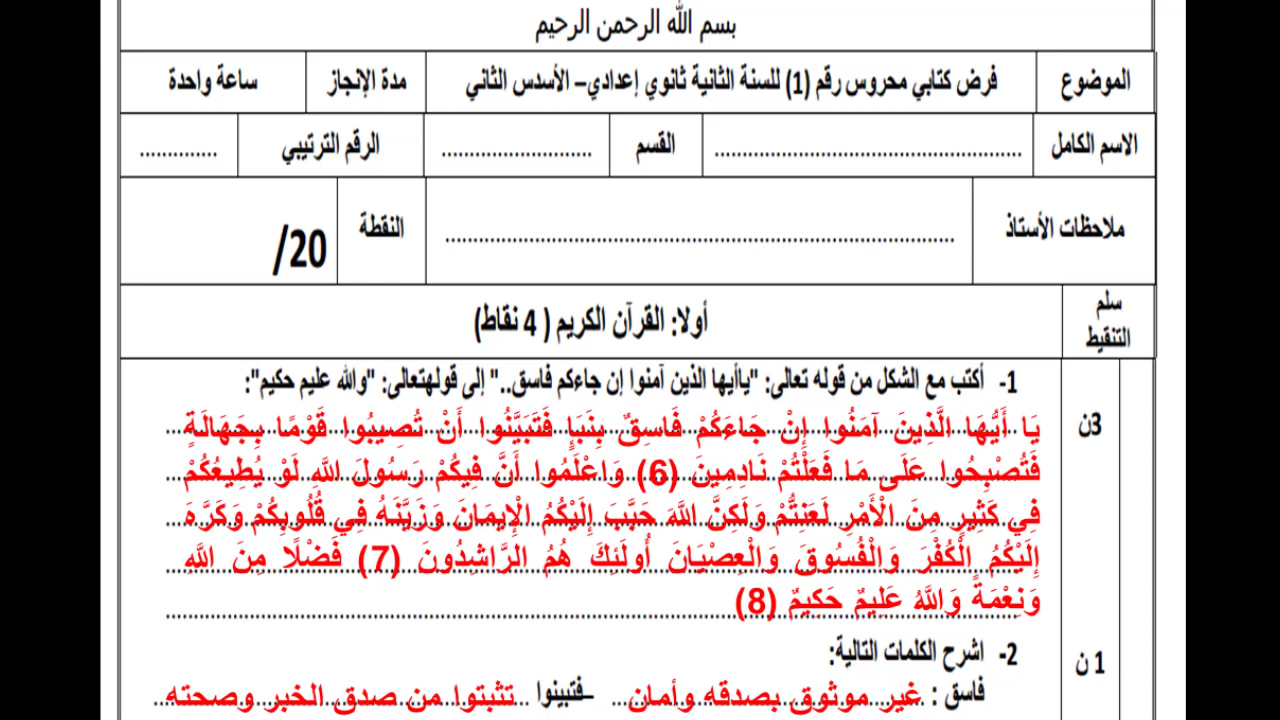 بسم الله الرحمن الرحيم
الموضوع فرض كتابي محروس رقم (1) للسنة الثانية ثانوي إعدادي– الأسدس الثاني مدة الإنجاز ساعة واحدة
الاسم الكامل ........................................................ القسم ........................... الرقم الترتيبي ..............
ملاحظات الأستاذ ........................................................................................... النقطة /20
سلم التنقيط أولا: القرآن الكريم ( 4 نقاط)
1- أكتب مع الشكل من قوله تعالى: "ياأيها الذين آمنوا إن جاءكم فاسق.." إلى قولهتعالى: "والله عليم حكيم":
3ن يَا أَيُّهَا الَّذِينَ آمَنُوا إِنْ جَاءَكُمْ فَاسِقٌ بِنَبَإٍ فَتَبَيَّنُوا أَنْ تُصِيبُوا قَوْمًا بِجَهَالَةٍ
فَتُصْبِحُوا عَلَى مَا فَعَلْتُمْ نَادِمِينَ (6) وَاعْلَمُوا أَنَّ فِيكُمْ رَسُولَ اللَّهِ لَوْ يُطِيعُكُمْ
فِي كَثِيرٍ مِنَ الْأَمْرِ لَعَنِتُّمْ وَلَكِنَّ اللَّهَ حَبَّبَ إِلَيْكُمُ الْإِيمَانَ وَزَيَّنَهُ فِي قُلُوبِكُمْ وَكَرَّهَ
إِلَيْكُمُ الْكُفْرَ وَالْفُسُوقَ وَالْعِصْيَانَ أُولَئِكَ هُمُ الرَّاشِدُونَ (7) فَضْلًا مِنَ اللَّهِ
وَنِعْمَةً وَاللَّهُ عَلِيمٌ حَكِيمٌ (8)
1 ن 2- اشرح الكلمات التالية:
فاسق : غير موثوق بصدقه وأمان... –فتبينوا تتثبتوا من صدق الخبر وصحته